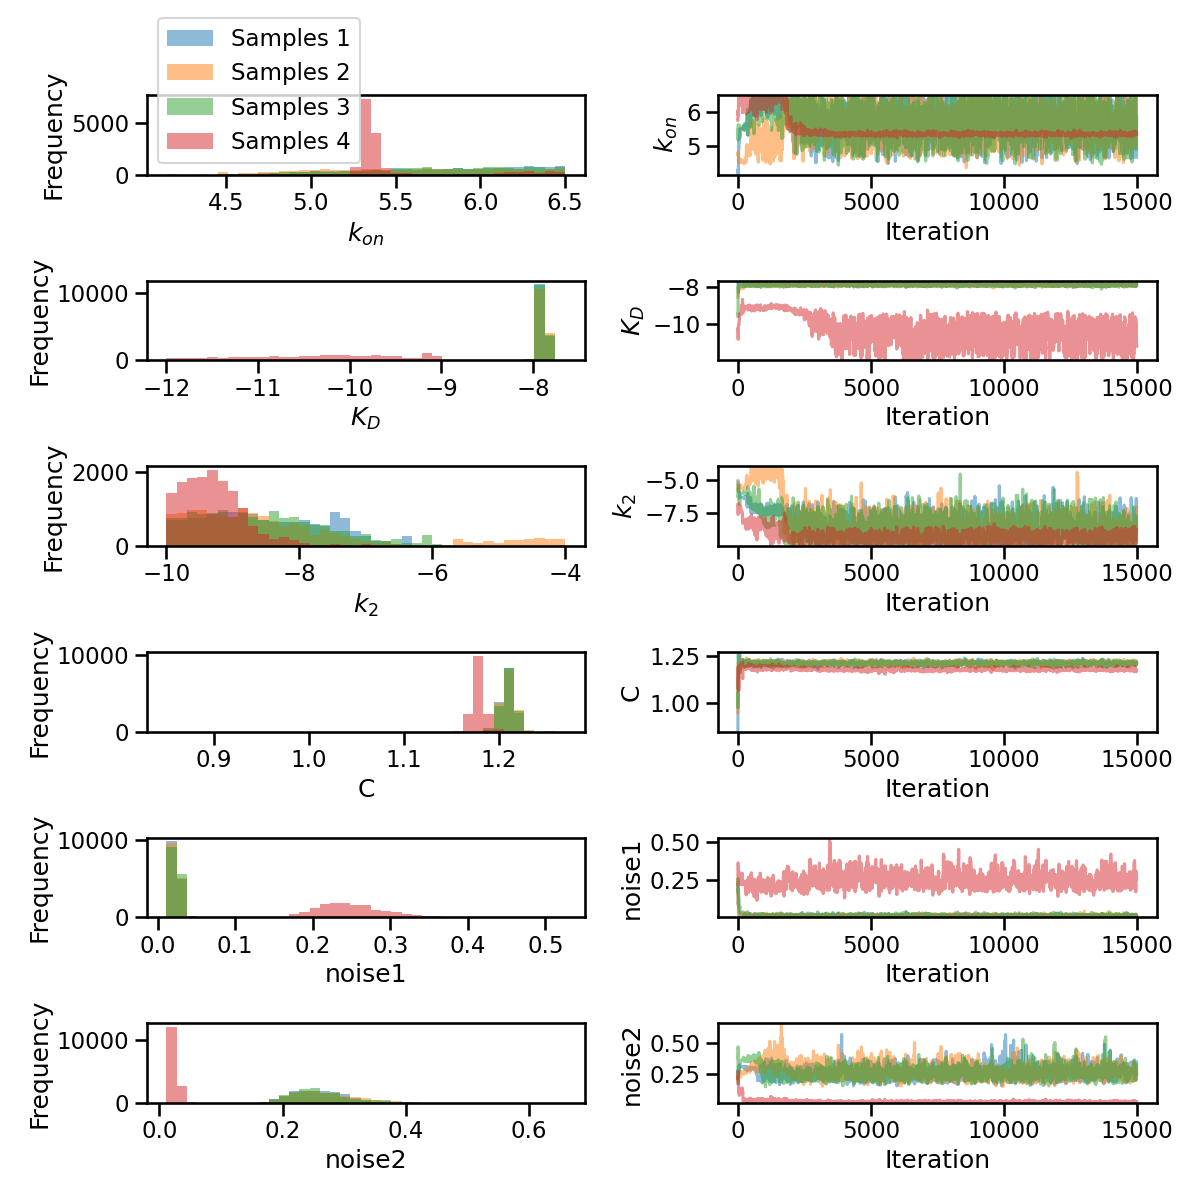 Samples 1
Samples 2
Samples 3
Samples 4
Frequency
5000
0
4.5 5.0 5.5 6.0 6.5
k_on
k_on
6
5
0 5000 10000 15000
Iteration
Frequency
10000
0
−12 −11 −10 −9 −8
K_D
K_D
−8
−10
0 5000 10000 15000
Iteration
Frequency
2000
0
−10 −8 −6 −4
k_2
k_2
−5.0
−7.5
0 5000 10000 15000
Iteration
Frequency
10000
0
0.9 1.0 1.1 1.2
C
C
1.25
1.00
0 5000 10000 15000
Iteration
Frequency
10000
0
0.0 0.1 0.2 0.3 0.4 0.5
noise1
noise1
0.50
0.25
0 5000 10000 15000
Iteration
Frequency
10000
0
0.0 0.2 0.4 0.6
noise2
noise2
0.50
0.25
0 5000 10000 15000
Iteration